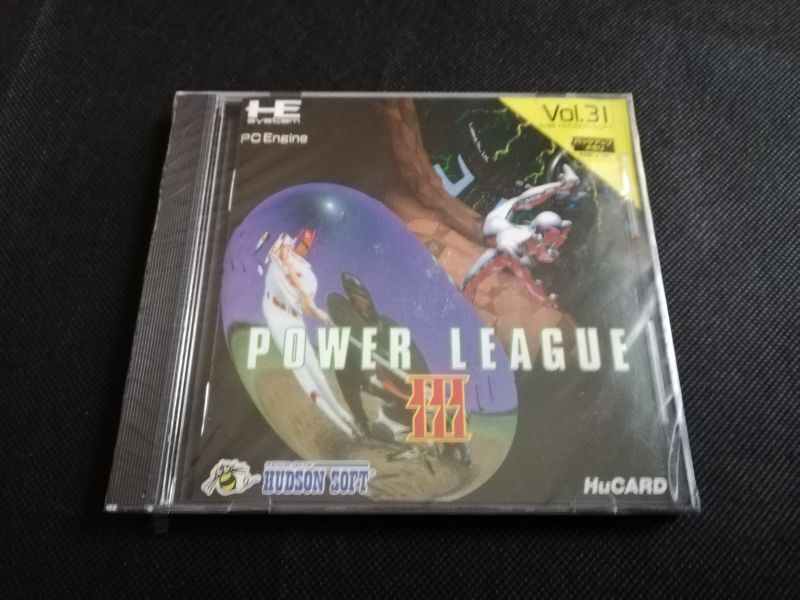 HE
system
PC Engine
Vol.31
POWER LEAGUE
III
HUDSON SOFT
HuCARD